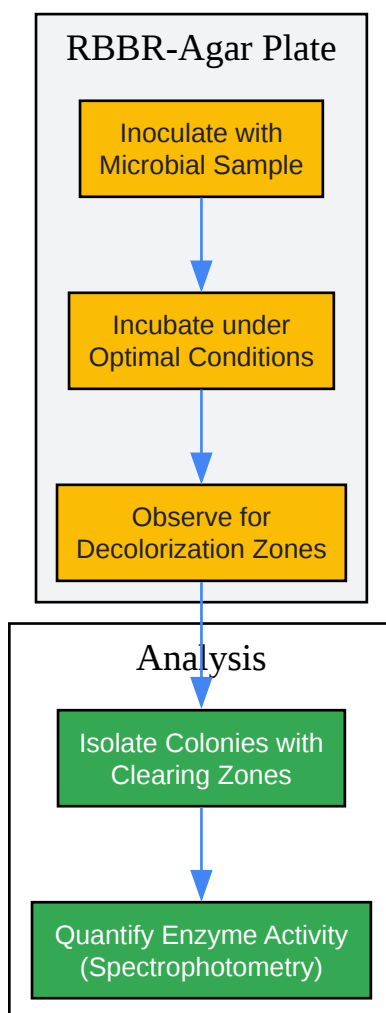 RBBR-Agar Plate
Inoculate with
Microbial Sample
Incubate under
Optimal Conditions
Observe for
Decolorization Zones
Analysis
Isolate Colonies with
Clearing Zones
Quantify Enzyme Activity
(Spectrophotometry)